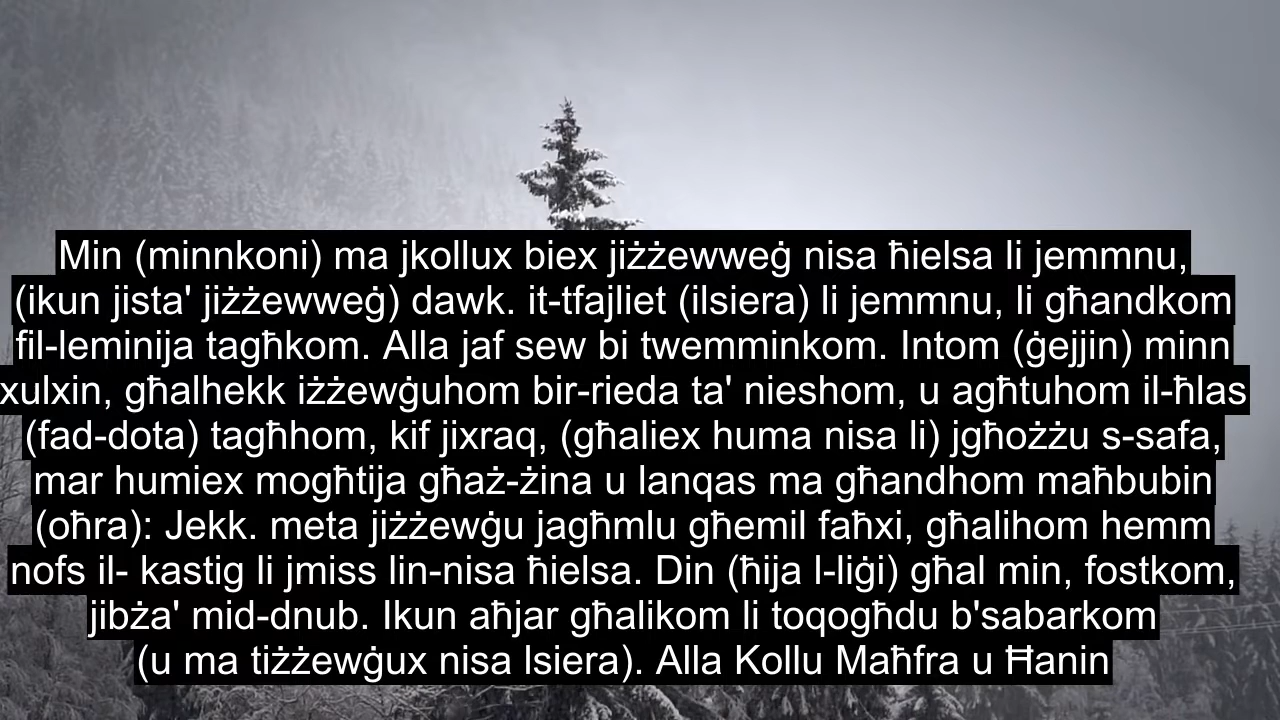 Min (minnkoni) ma jkollux biex jiżżewweġ nisa ħielsa li jemmnu,
(ikun jista' jiżżewweġ) dawk. it-tfajliet (ilsiera) li jemmnu, li għandkom
fil-leminija tagħkom. Alla jaf sew bi twemminkom. Intom (ġejjin) minn
xulxin, għalhekk iżżewġuhom bir-rieda ta' nieshom, u agħtuhom il-ħlas
(fad-dota) tagħhom, kif jixraq, (għaliex huma nisa li) jgħożżu s-safa,
mar humiex mogħtija għaż-żina u lanqas ma għandhom maħbubin
(oħra): Jekk. meta jiżżewġu jagħmlu għemil faħxi, għalihom hemm
nofs il- kastig li jmiss lin-nisa ħielsa. Din (ħija l-liġi) għal min, fostkom,
jibża' mid-dnub. Ikun aħjar għalikom li toqogħdu b'sabarkom
(u ma tiżżewġux nisa lsiera). Alla Kollu Maħfra u Ħanin